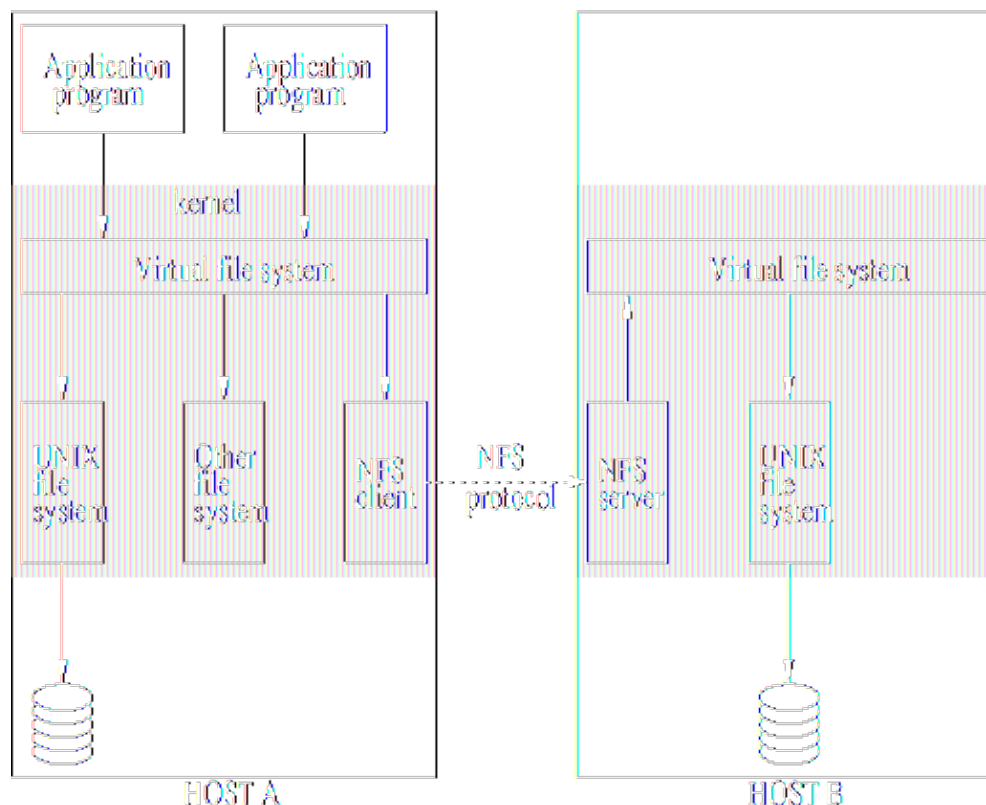 Application
program
Application
program
kernel
Virtual file system
Virtual file system
UNIX
file
system
Other
file
system
NFS
client
NFS
protocol
NFS
server
UNIX
file
system
HOST A
HOST B